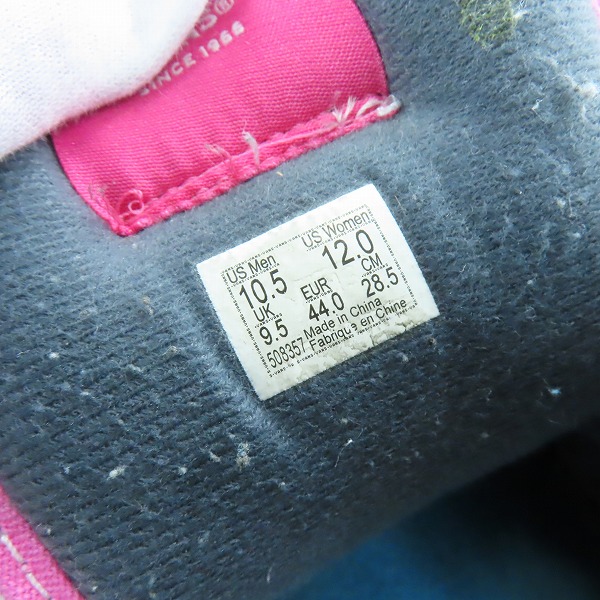 SINCE 1966
US Men. US Women
10.5 12.0
UK EUR CM
9.5 44.0 28.5
508357 Made in China
Fabriqué en Chine